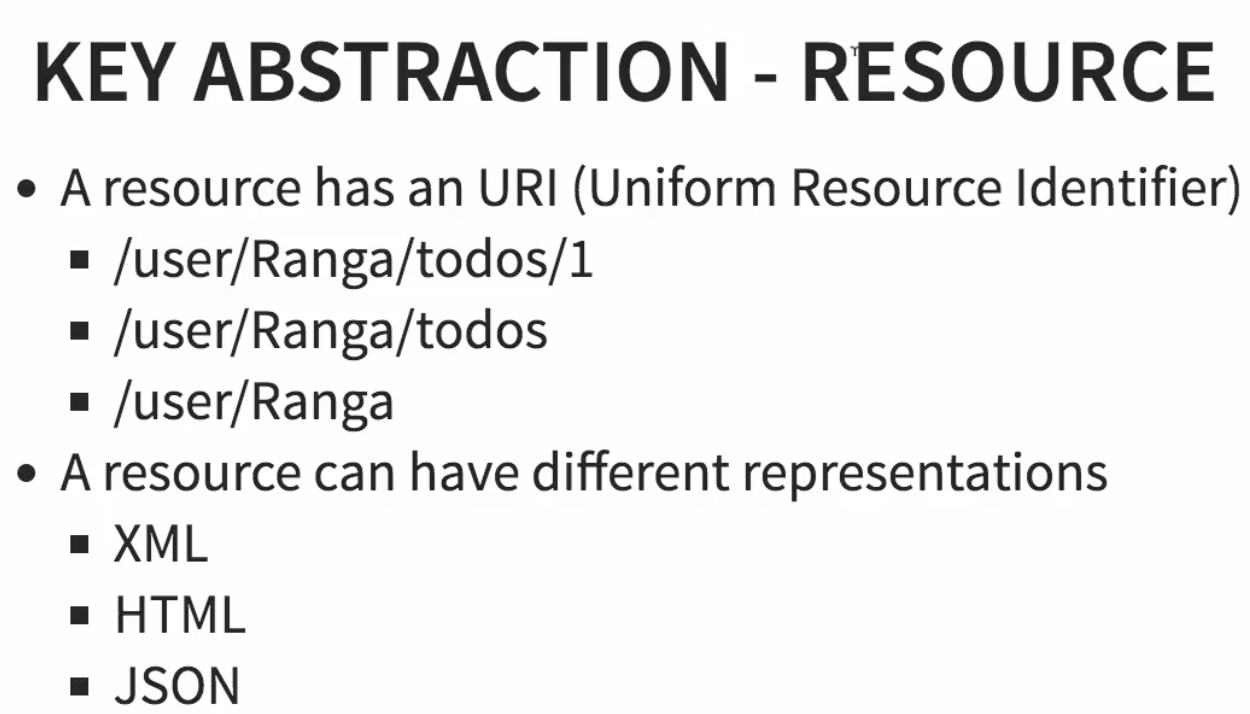 KEY ABSTRACTION - RESOURCE
• A resource has an URI (Uniform Resource Identifier)
▪ /user/Ranga/todos/1
▪ /user/Ranga/todos
▪ /user/Ranga
• A resource can have different representations
▪ XML
▪ HTML
▪ JSON